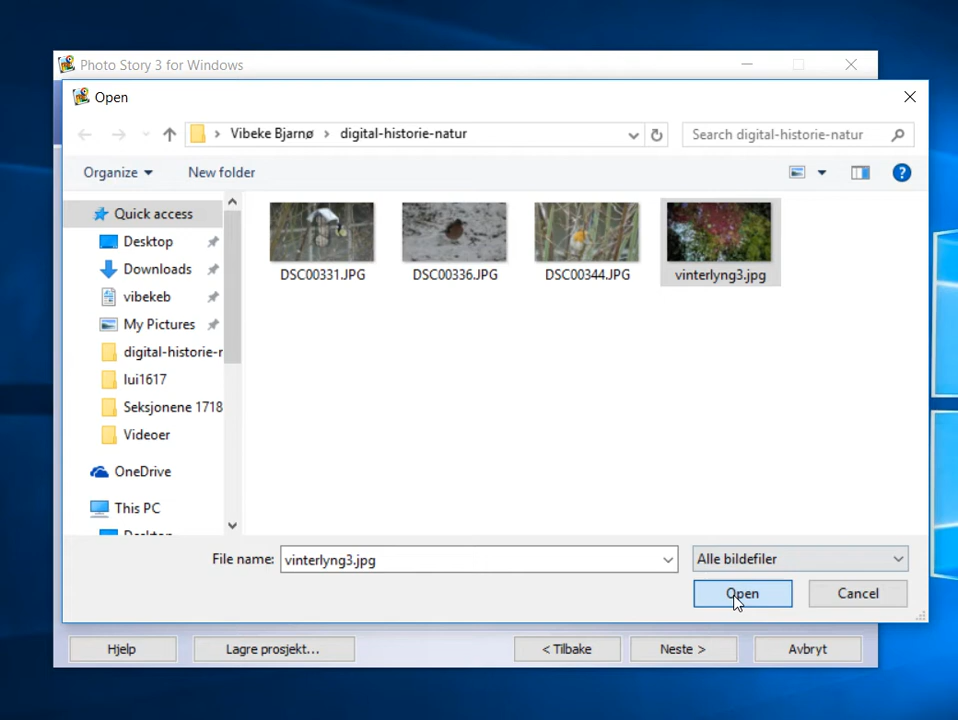 Photo Story 3 for Windows
Open
Vibeke Bjarnø > digital-historie-natur
Search digital-historie-natur
Organize
New folder
Quick access
Desktop
Downloads
vibekeb
My Pictures
digital-historie-r
lui1617
Seksjonene 1718
Videoer
OneDrive
This PC
Desktop
DSC00331.JPG
DSC00336.JPG
DSC00344.JPG
vinterlyng3.jpg
File name: vinterlyng3.jpg
Alle bildefiler
Open
Cancel
Hjelp
Lagre prosjekt...
< Tilbake
Neste >
Avbryt